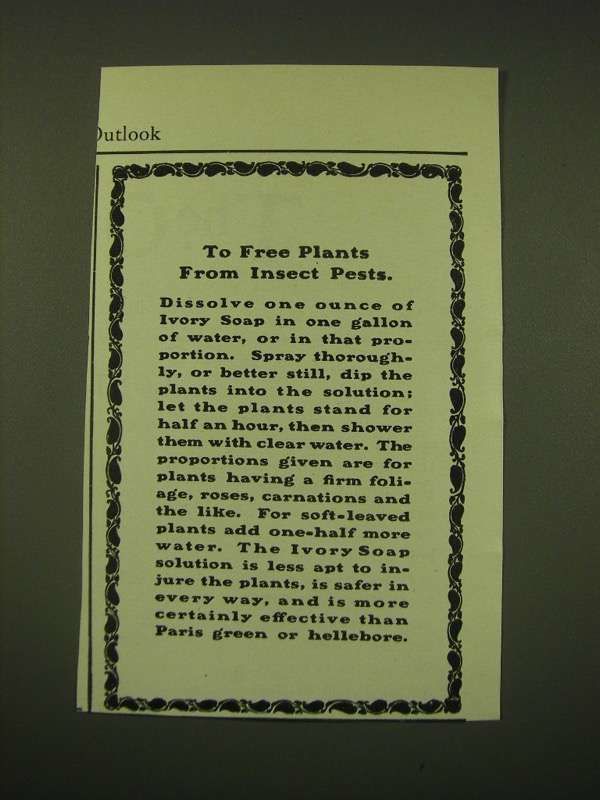 Outlook
To Free Plants
From Insect Pests.
Dissolve one ounce of
Ivory Soap in one gallon
of water, or in that pro-
portion. Spray thorough-
ly, or better still, dip the
plants into the solution;
let the plants stand for
half an hour, then shower
them with clear water. The
proportions given are for
plants having a firm foli-
age, roses, carnations and
the like. For soft-leaved
plants add one-half more
water. The Ivory Soap
solution is less apt to in-
jure the plants, is safer in
every way, and is more
certainly effective than
Paris green or hellebore.